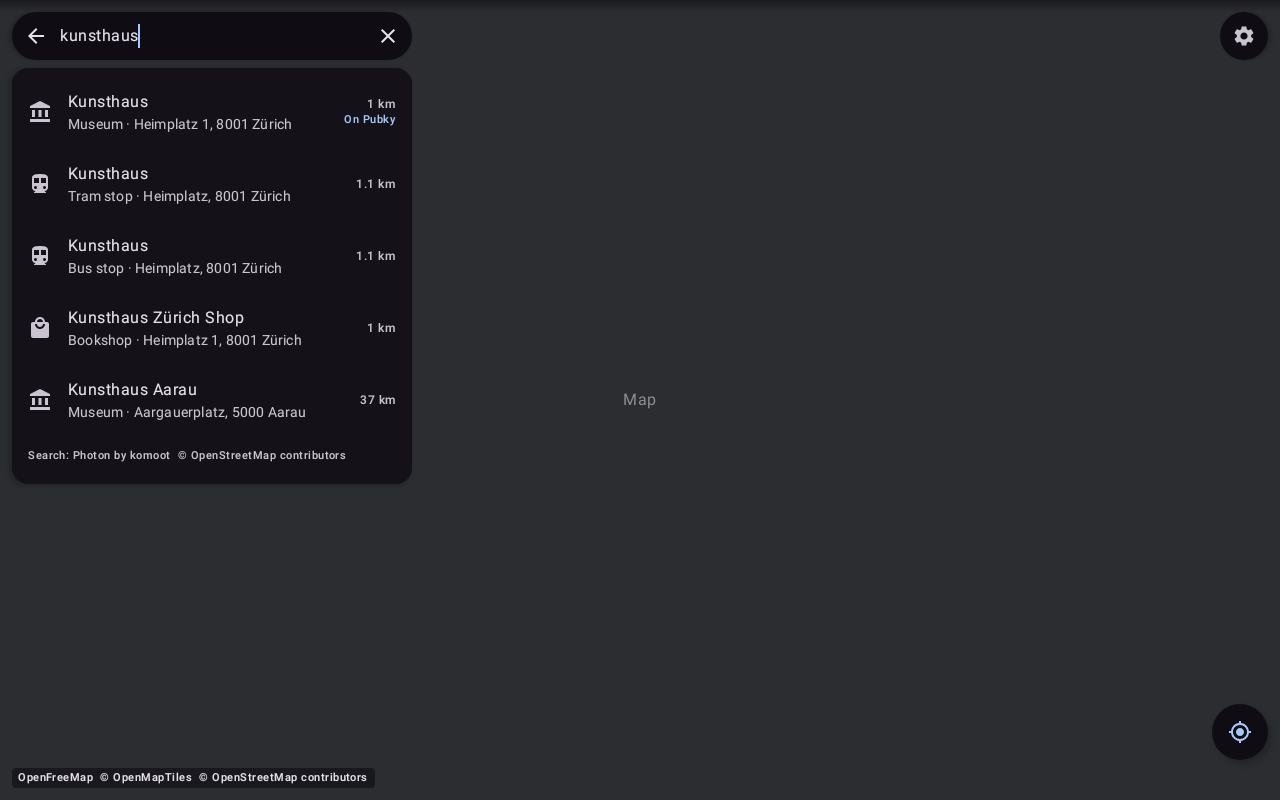 kunsthaus
Kunsthaus
1 km
Museum · Heimplatz 1, 8001 Zürich
On Pubky
Kunsthaus
Tram stop · Heimplatz, 8001 Zürich
1.1 km
Kunsthaus
Bus stop · Heimplatz, 8001 Zürich
1.1 km
Kunsthaus Zürich Shop
Bookshop · Heimplatz 1, 8001 Zürich
1 km
Kunsthaus Aarau
Museum · Aargauerplatz, 5000 Aarau
37 km
Search: Photon by komoot © OpenStreetMap contributors
Map
OpenFreeMap © OpenMapTiles © OpenStreetMap contributors